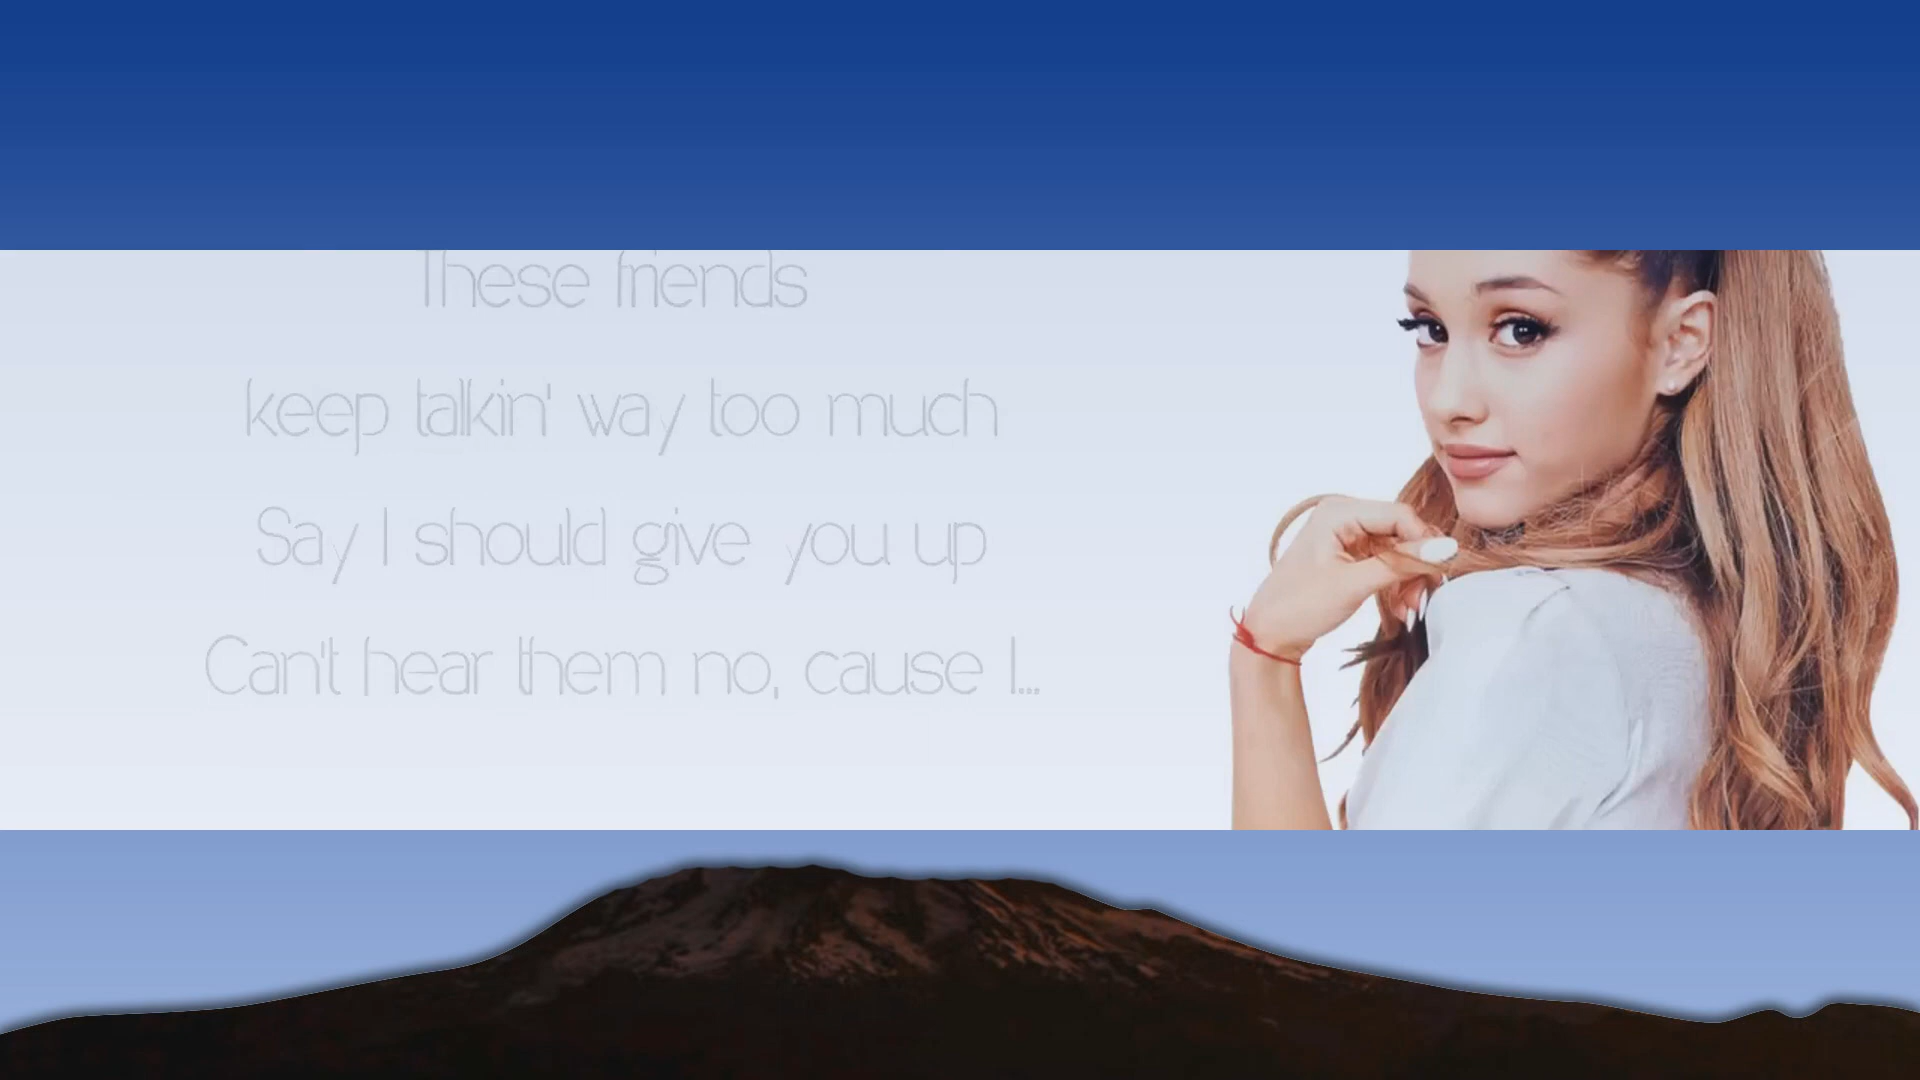 These friends
keep talkin' way too much
Say I should give you up
Can't hear them no, cause I...